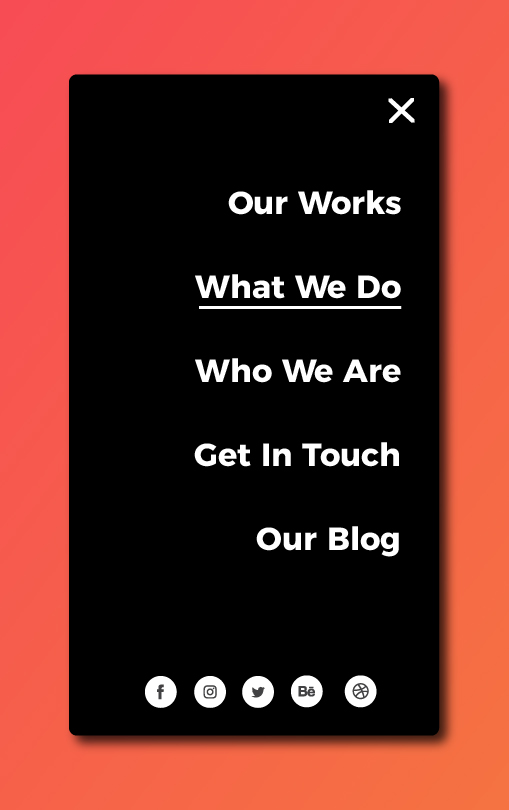 Our Works
What We Do
Who We Are
Get In Touch
Our Blog
f Bē